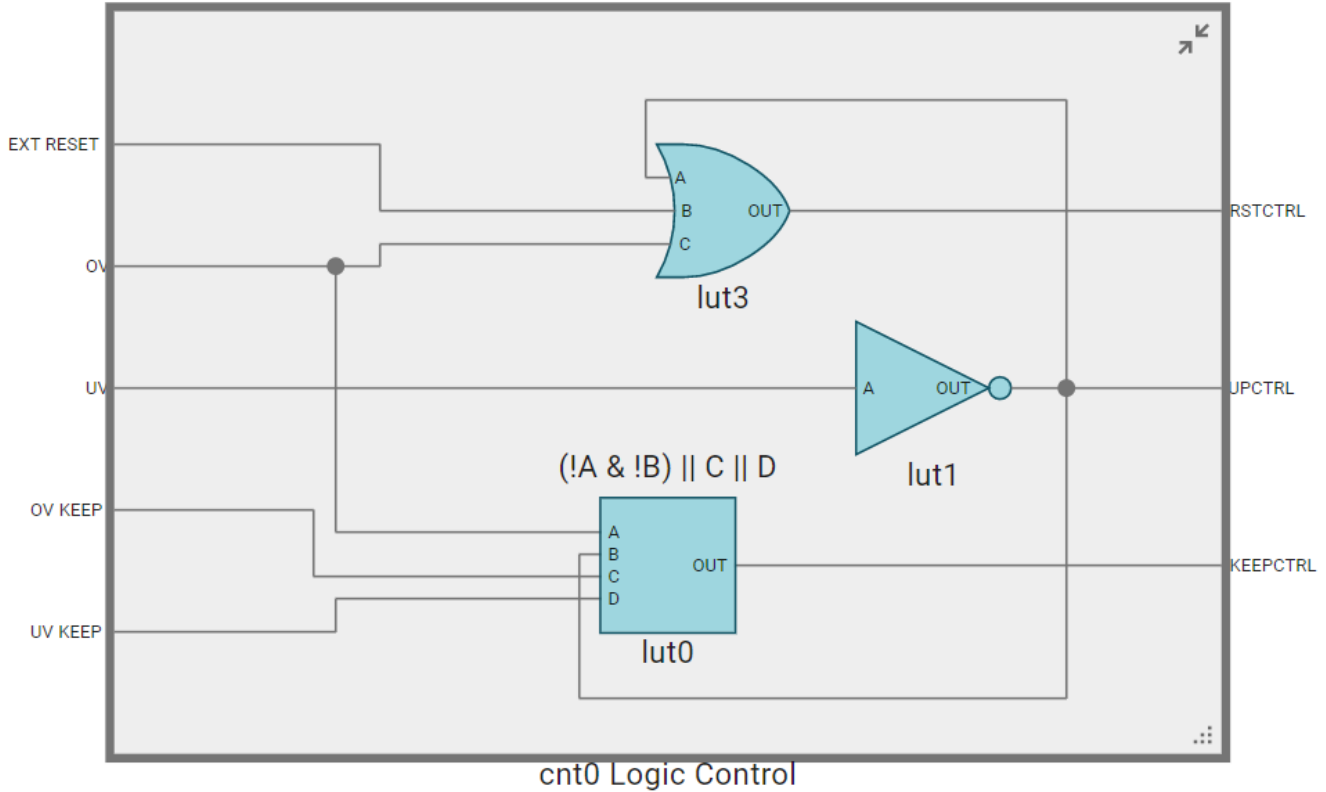 EXT RESET
A
B
OUT
RSTCTRL
C
OV
lut3
UV
A
OUT
UPCTRL
(!A & !B) || C || D
lut1
OV KEEP
A
B
OUT
KEEPCTRL
C
D
UV KEEP
lut0
cnt0 Logic Control